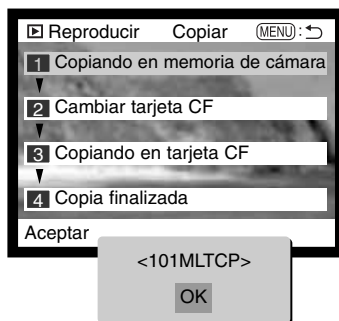 Reproducir Copiar MENU :
1 Copiando en memoria de cámara
2 Cambiar tarjeta CF
3 Copiando en tarjeta CF
4 Copia finalizada
Aceptar
<101MLTCP>
OK